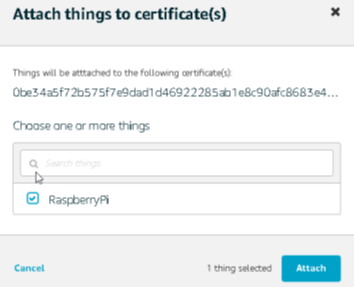 Attach things to certificate(s)
Things will be atttached to the following certificate(s):
0be34a5f72b575f7e9dad1d46922285ab1e8c90afc8683e4...
Choose one or more things
Search things
RaspberryPi
Cancel
1 thing selected
Attach